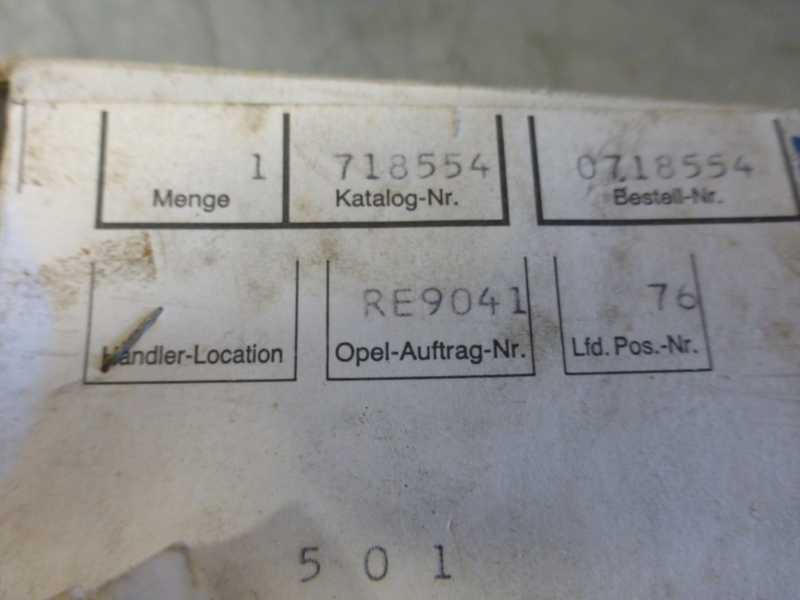 1 718554 0718554
Menge Katalog-Nr. Bestell-Nr.
RE9041 76
Händler-Location Opel-Auftrag-Nr. Lfd. Pos.-Nr.
501